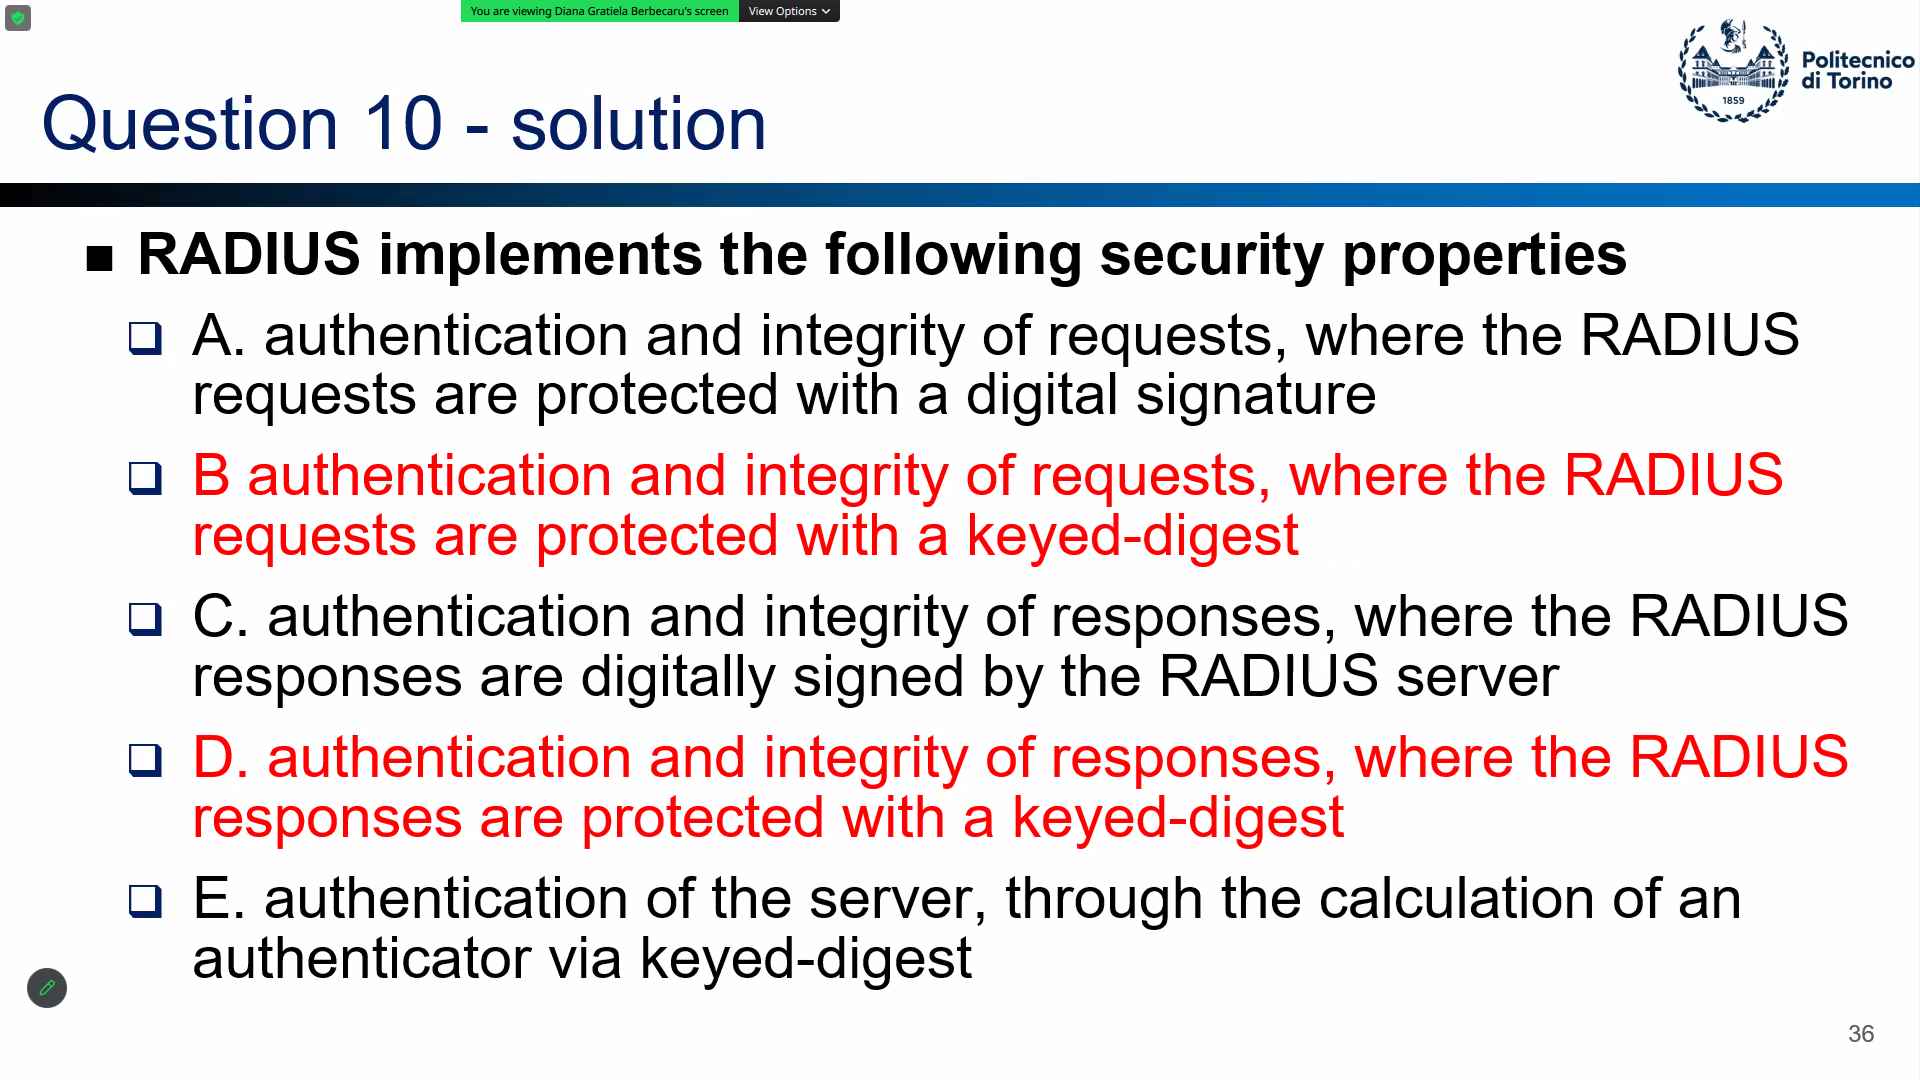 You are viewing Diana Gratiela Berbecaru's screen
View Options
Politecnico
di Torino
1859
Question 10 - solution
RADIUS implements the following security properties
A. authentication and integrity of requests, where the RADIUS
requests are protected with a digital signature
B authentication and integrity of requests, where the RADIUS
requests are protected with a keyed-digest
C. authentication and integrity of responses, where the RADIUS
responses are digitally signed by the RADIUS server
D. authentication and integrity of responses, where the RADIUS
responses are protected with a keyed-digest
E. authentication of the server, through the calculation of an
authenticator via keyed-digest
36